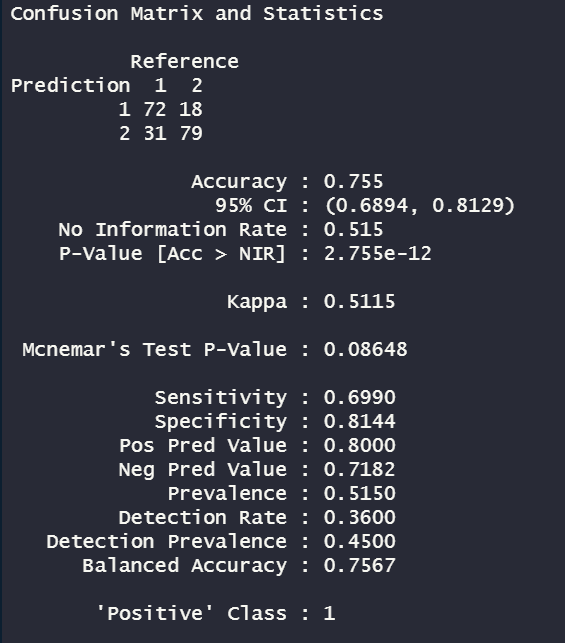 Confusion Matrix and Statistics
Reference
Prediction 1 2
1 72 18
2 31 79
Accuracy : 0.755
95% CI : (0.6894, 0.8129)
No Information Rate : 0.515
P-Value [Acc > NIR] : 2.755e-12
Kappa : 0.5115
Mcnemar's Test P-Value : 0.08648
Sensitivity : 0.6990
Specificity : 0.8144
Pos Pred Value : 0.8000
Neg Pred Value : 0.7182
Prevalence : 0.5150
Detection Rate : 0.3600
Detection Prevalence : 0.4500
Balanced Accuracy : 0.7567
'Positive' Class : 1